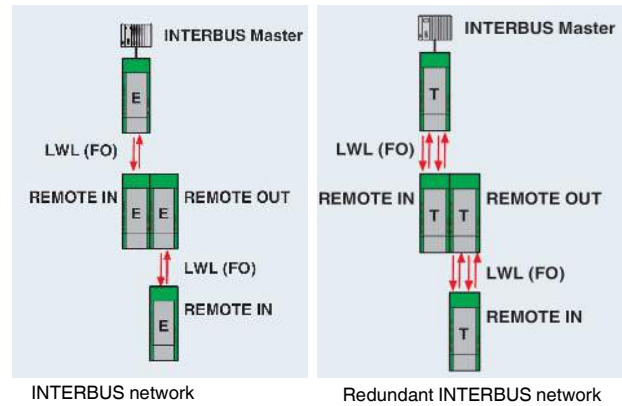 INTERBUS Master
E
LWL (FO)
REMOTE IN
E
E
REMOTE OUT
LWL (FO)
REMOTE IN
E
INTERBUS network
INTERBUS Master
T
LWL (FO)
REMOTE IN
T
T
REMOTE OUT
LWL (FO)
REMOTE IN
T
Redundant INTERBUS network